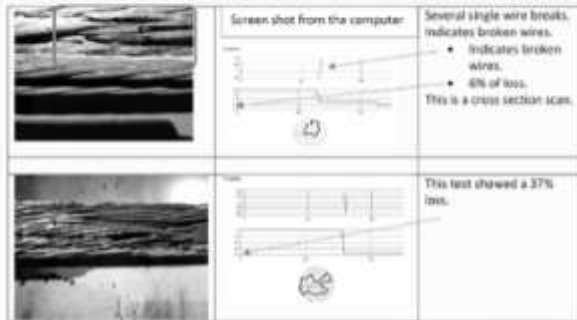 Screen shot from the computer
Several single wire breaks.
Indicates broken wires.
• Indicates broken
wires.
• 6% of loss.
This is a cross section scan.
This test showed a 37%
loss.